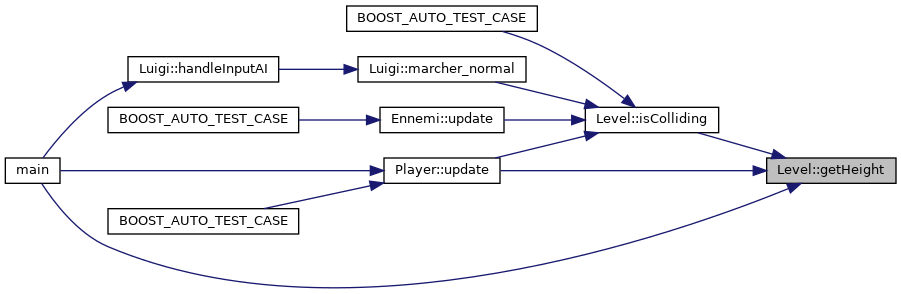 BOOST_AUTO_TEST_CASE
Luigi::handleInputAI
Luigi::marcher_normal
BOOST_AUTO_TEST_CASE
Ennemi::update
Level::isColliding
main
Player::update
Level::getHeight
BOOST_AUTO_TEST_CASE